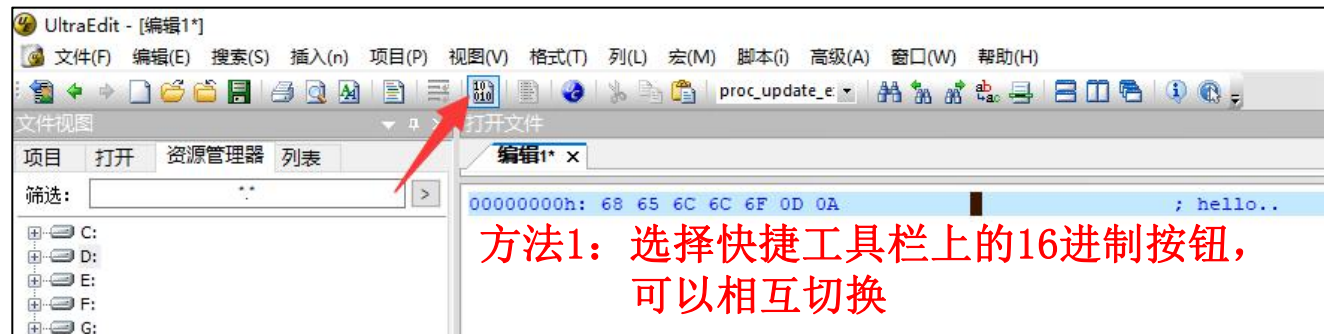 UltraEdit - [编辑1*]
文件(F) 编辑(E) 搜索(S) 插入(n) 项目(P) 视图(V) 格式(T) 列(L) 宏(M) 脚本(i) 高级(A) 窗口(W) 帮助(H)
proc_update_e:
文件视图 打开文件
项目 打开 资源管理器 列表 编辑1* ×
筛选: *.* >
00000000h: 68 65 6C 6C 6F 0D 0A ; hello..
方法1：选择快捷工具栏上的16进制按钮，
可以相互切换
C:
D:
E:
F:
G: